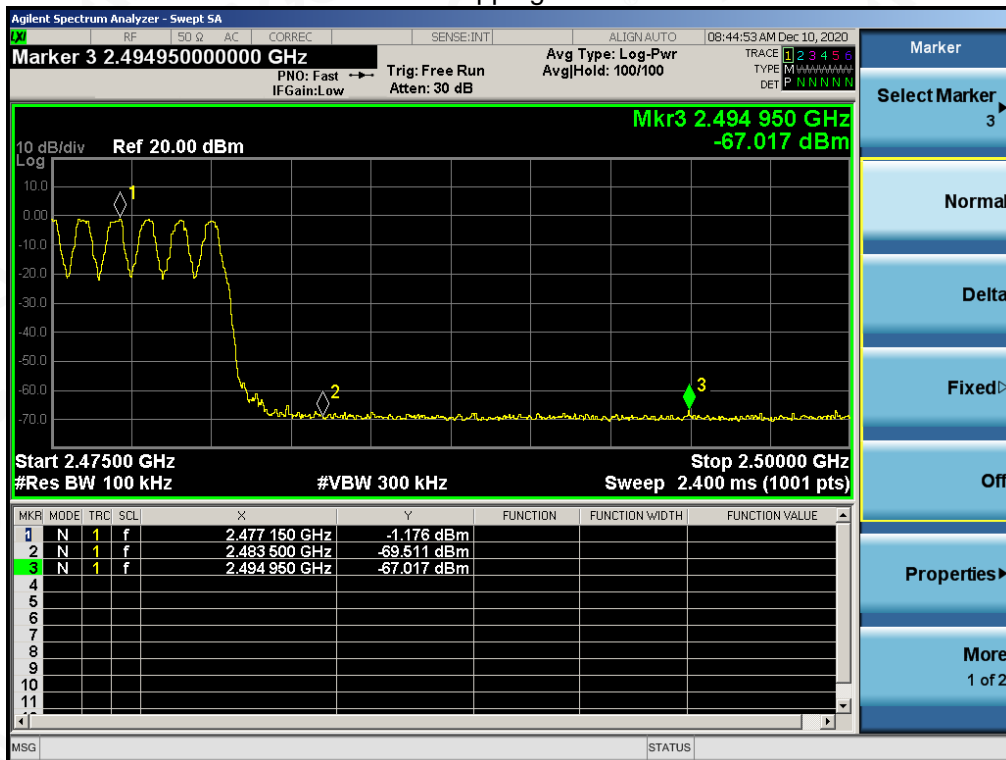 pping
Agilent Spectrum Analyzer - Swept SA
LXI RF 50 Ω AC CORREC SENSE:INT ALIGN AUTO 08:44:53 AM Dec 10, 2020
Marker 3 2.494950000000 GHz
PNO: Fast
IFGain:Low
Trig: Free Run
Atten: 30 dB
Avg Type: Log-Pwr
Avg|Hold: 100/100
TRACE 1 2 3 4 5 6
TYPE M WWWWW
DET P N N N N N
Mkr3 2.494 950 GHz
-67.017 dBm
10 dB/div Ref 20.00 dBm
Log
10.0
0.00
-10.0
-20.0
-30.0
-40.0
-50.0
-60.0
-70.0
1
2
3
Start 2.47500 GHz Stop 2.50000 GHz
#Res BW 100 kHz #VBW 300 kHz Sweep 2.400 ms (1001 pts)
MKR MODE TRC SCL X Y FUNCTION FUNCTION WIDTH FUNCTION VALUE
1 N 1 f 2.477 150 GHz -1.176 dBm
2 N 1 f 2.483 500 GHz -69.511 dBm
3 N 1 f 2.494 950 GHz -67.017 dBm
4
5
6
7
8
9
10
11
MSG STATUS
Marker
Select Marker
3
Normal
Delta
Fixed
Off
Properties
More
1 of 2